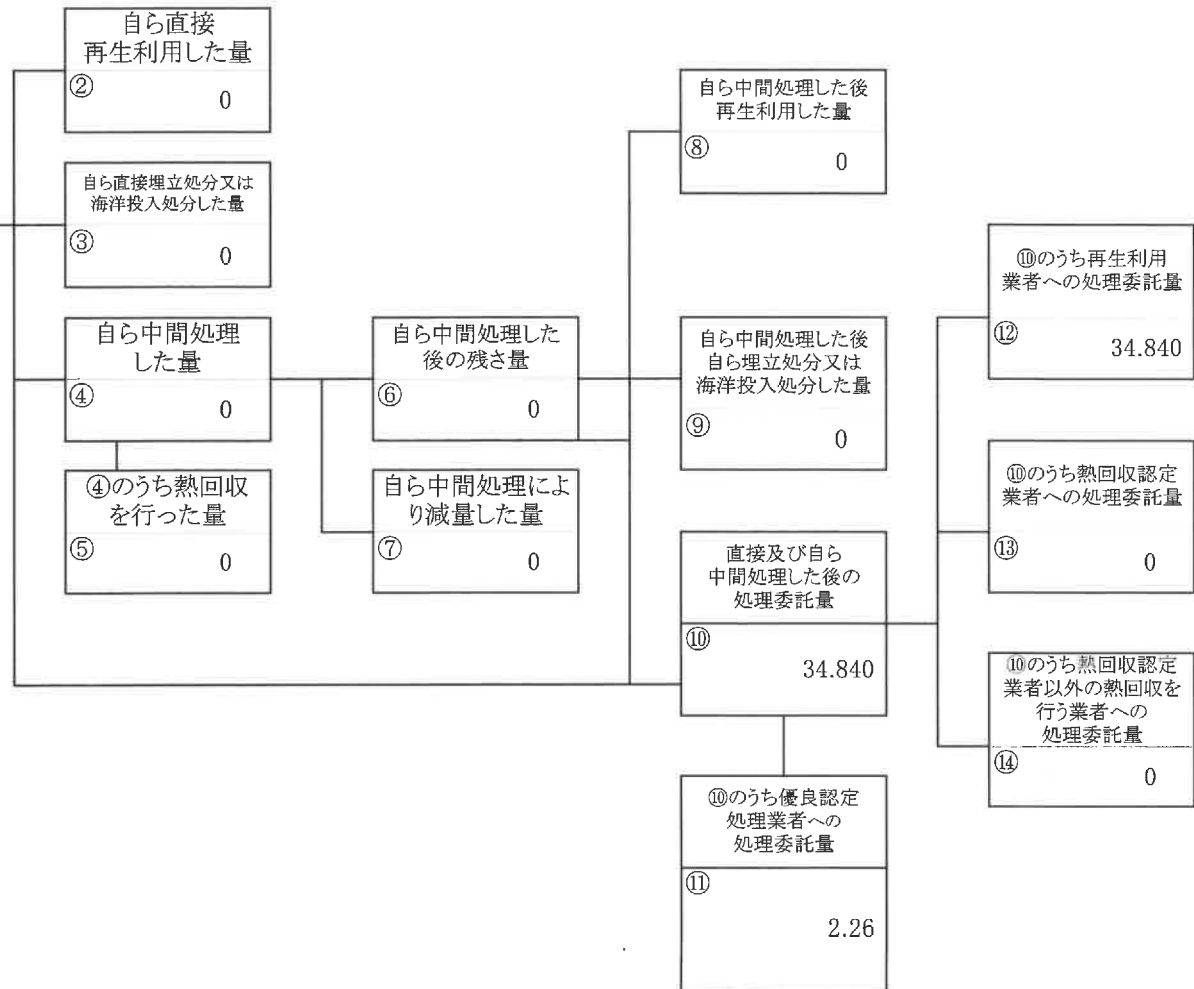 自ら直接
再生利用した量
②
0
自ら直接埋立処分又は
海洋投入処分した量
③
0
自ら中間処理
した量
④
0
④のうち熱回収
を行った量
⑤
0
自ら中間処理した
後の残さ量
⑥
0
自ら中間処理によ
り減量した量
⑦
0
自ら中間処理した後
再生利用した量
⑧
0
自ら中間処理した後
自ら埋立処分又は
海洋投入処分した量
⑨
0
直接及び自ら
中間処理した後の
処理委託量
⑩
34.840
⑩のうち優良認定
処理業者への
処理委託量
⑪
2.26
⑩のうち再生利用
業者への処理委託量
⑫
34.840
⑩のうち熱回収認定
業者への処理委託量
⑬
0
⑩のうち熱回収認定
業者以外の熱回収を
行う業者への
処理委託量
⑭
0